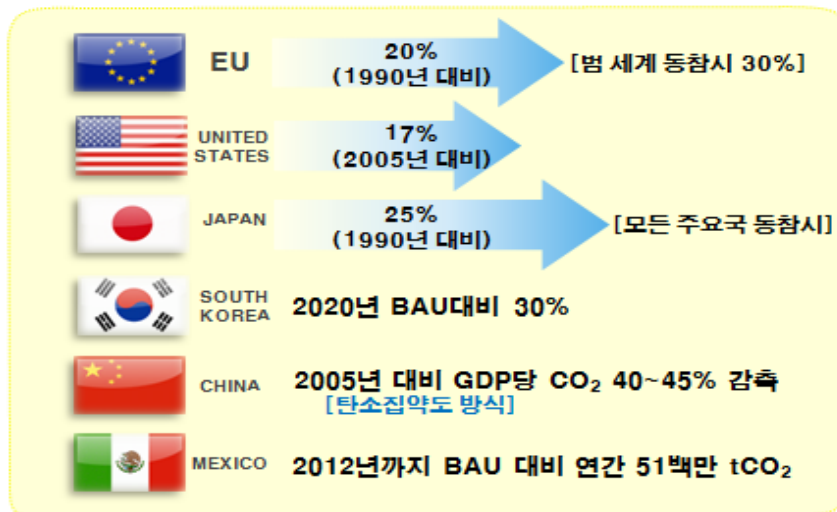 EU
20%
(1990년 대비)
[범 세계 동참시 30%]
UNITED
STATES
17%
(2005년 대비)
JAPAN
25%
(1990년 대비)
[모든 주요국 동참시]
SOUTH
KOREA
2020년 BAU대비 30%
CHINA
2005년 대비 GDP당 CO₂ 40~45% 감축
[탄소집약도 방식]
MEXICO
2012년까지 BAU 대비 연간 51백만 tCO₂